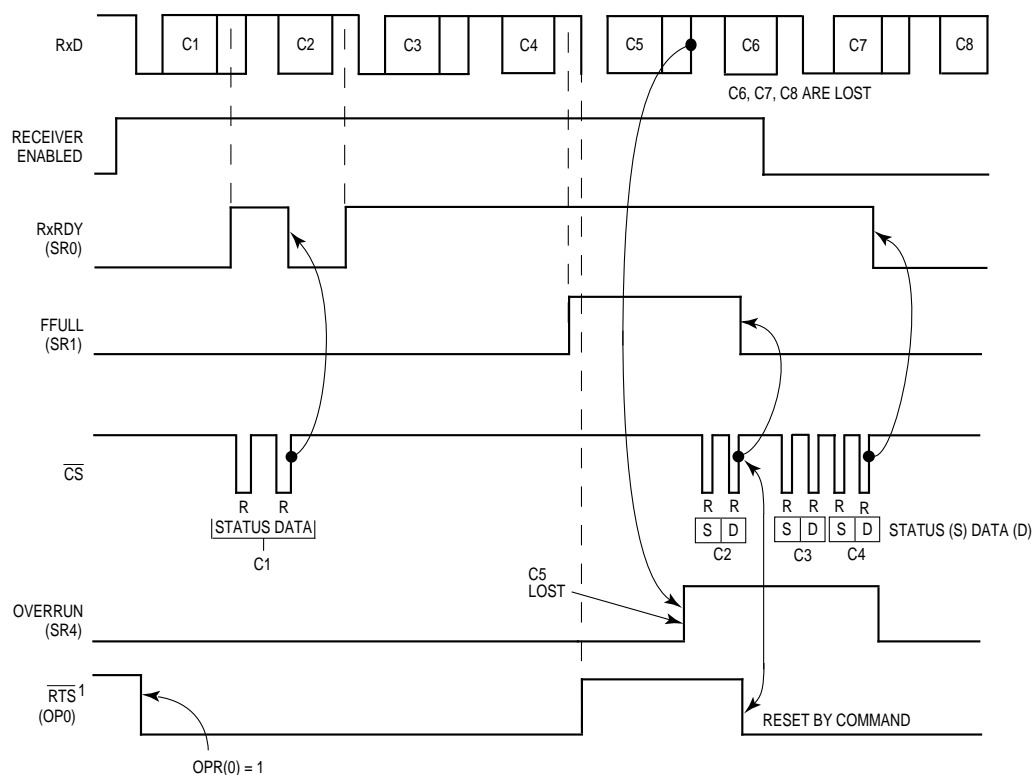 RxD
C1 C2 C3 C4 C5 C6 C7 C8
C6, C7, C8 ARE LOST
RECEIVER
ENABLED
RxRDY
(SR0)
FFULL
(SR1)
CS
R R R R R R R R
STATUS DATA
S D S D S D
STATUS (S) DATA (D)
C1
C2 C3 C4
C5
LOST
OVERRUN
(SR4)
RTS1
(OP0)
RESET BY COMMAND
OPR(0) = 1